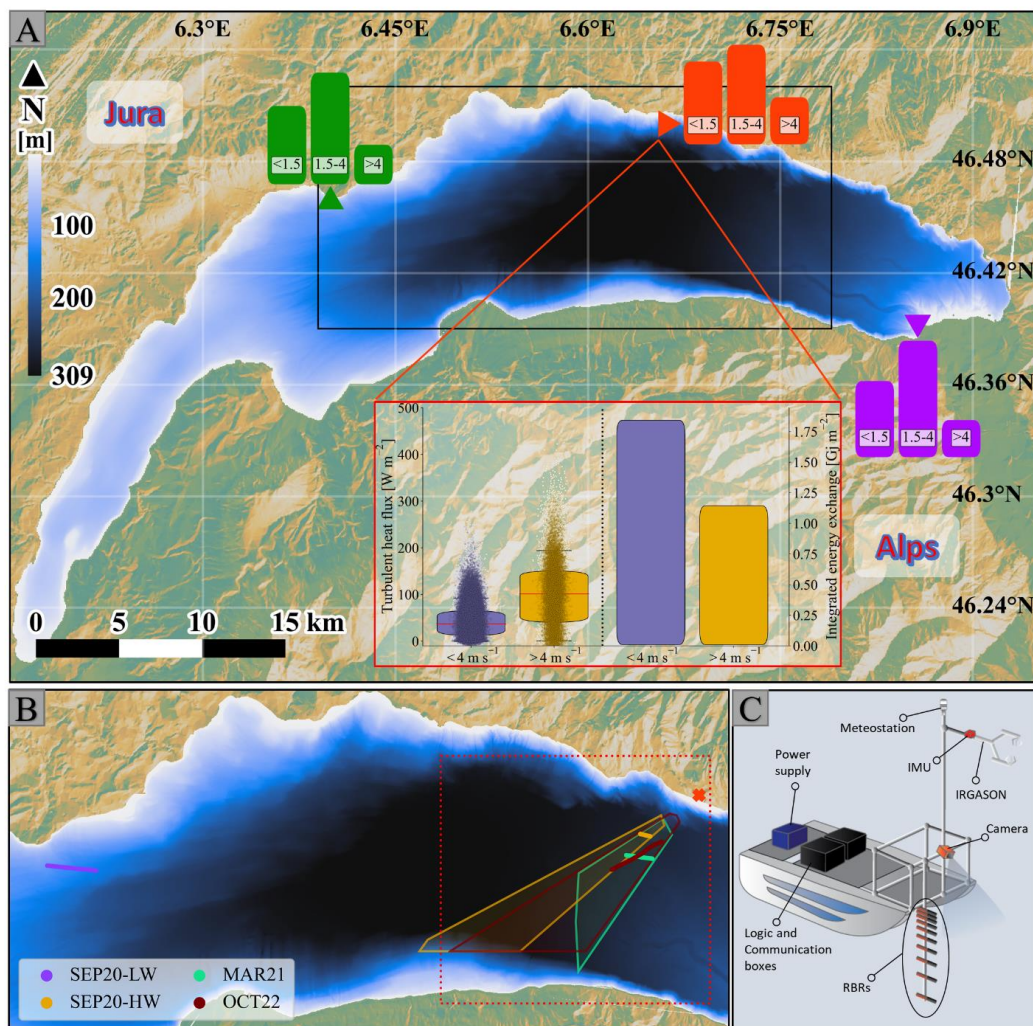 A
6.3°E
6.45°E
6.6°E
6.75°E
6.9°E
N
[m]
Jura
100
200
309
<1.5
1.5-4
>4
<1.5
1.5-4
>4
46.48°N
46.42°N
46.36°N
<1.5
1.5-4
>4
46.3°N
Alps
46.24°N
0
5
10
15 km
Turbulent heat flux [W m⁻²]
500
400
300
200
100
0
<4 m s⁻¹
>4 m s⁻¹
<4 m s⁻¹
>4 m s⁻¹
1.75
1.50
1.25
1.00
0.75
0.50
0.25
0.00
Integrated energy exchange [Gj m⁻²]
B
SEP20-LW
MAR21
SEP20-HW
OCT22
C
Meteostation
IMU
IRGASON
Power
supply
Camera
Logic and
Communication
boxes
RBRs